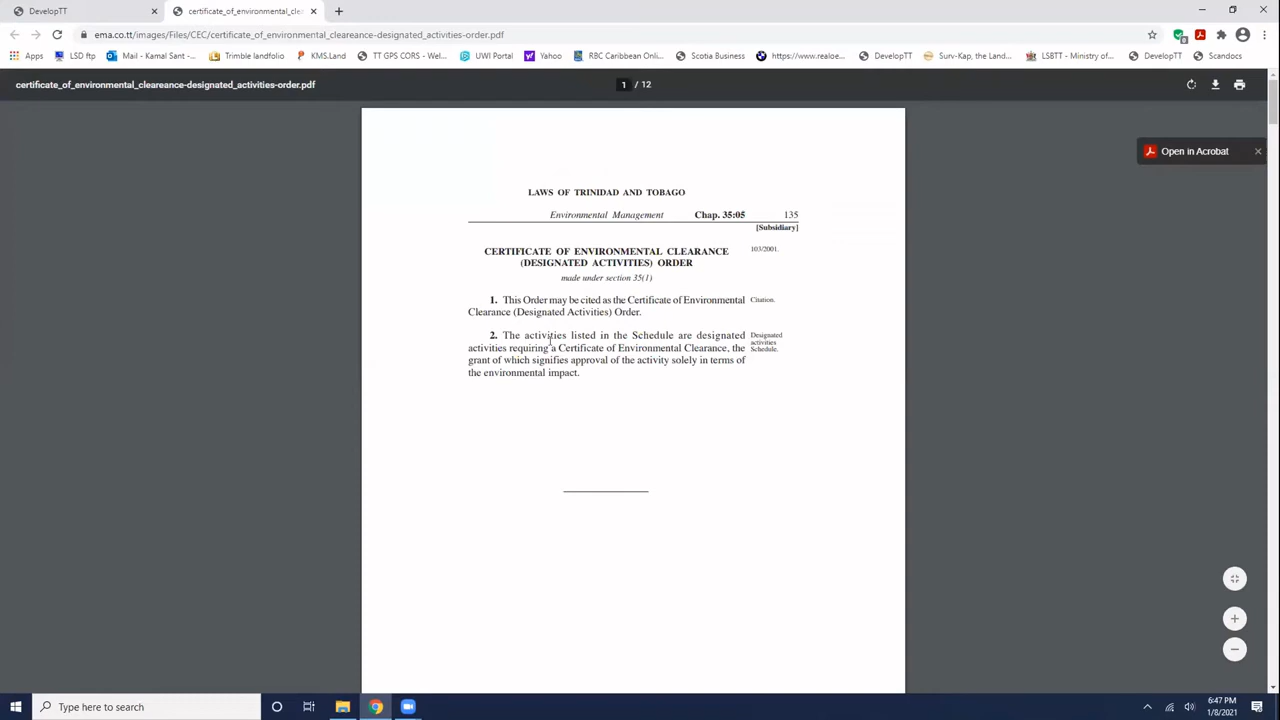 DevelopTT
certificate_of_environmental_cle
ema.co.tt/images/Files/CEC/certificate_of_environmental_cleareance-designated_activities-order.pdf
Apps
LSD ftp
Mail - Kamal Sant -...
Trimble landfolio
KMS.Land
TT GPS CORS - Wel...
UWI Portal
Yahoo
RBC Caribbean Onli...
Scotia Business
https://www.realoe...
DevelopTT
Surv-Kap, the Land...
LSBTT - Ministry of...
DevelopTT
Scandocs
certificate_of_environmental_cleareance-designated_activities-order.pdf
1 / 12
Open in Acrobat
LAWS OF TRINIDAD AND TOBAGO
Environmental Management Chap. 35:05 135
[Subsidiary]
CERTIFICATE OF ENVIRONMENTAL CLEARANCE 103/2001.
(DESIGNATED ACTIVITIES) ORDER
made under section 35(1)
1. This Order may be cited as the Certificate of Environmental Citation.
Clearance (Designated Activities) Order.
2. The activities listed in the Schedule are designated
activities requiring a Certificate of Environmental Clearance, the
grant of which signifies approval of the activity solely in terms of
the environmental impact.
Designated
activities
Schedule.
Type here to search
6:47 PM
1/8/2021